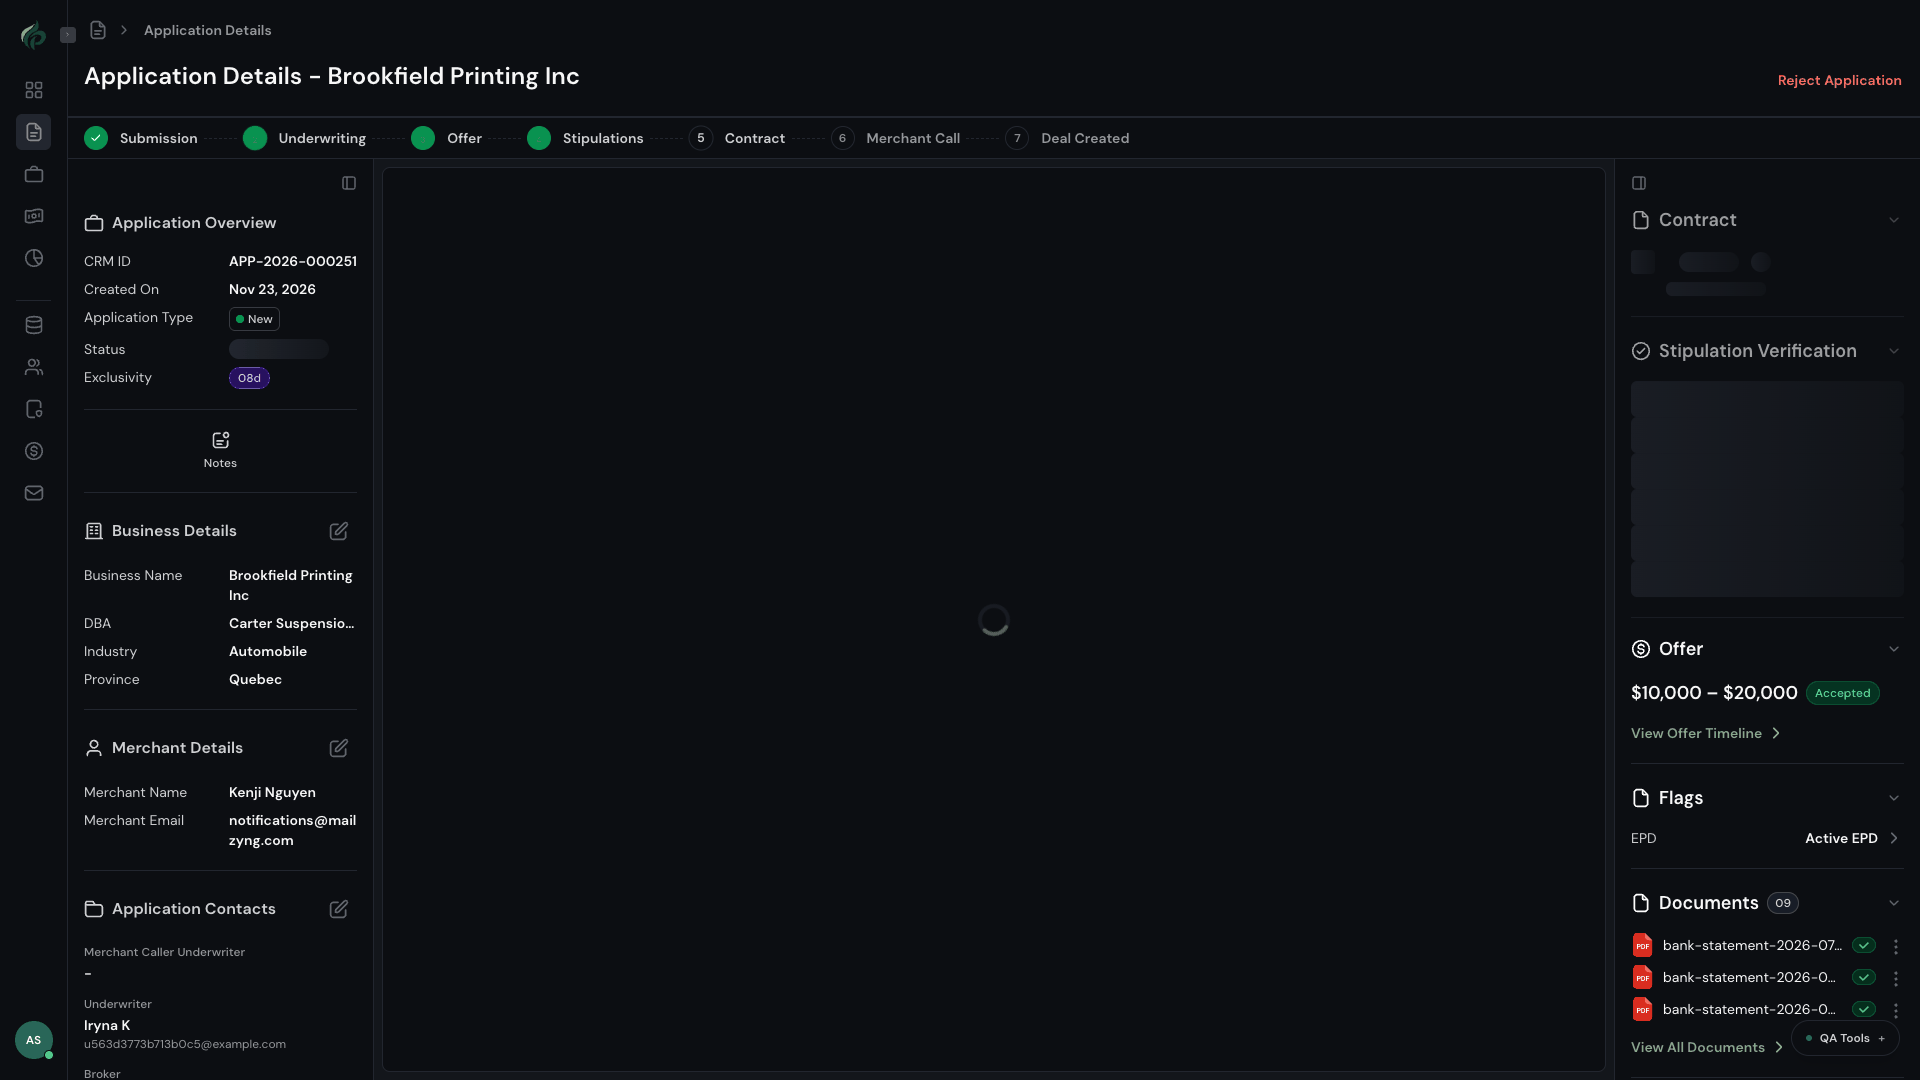 Application Details
Application Details – Brookfield Printing Inc
Reject Application
Submission
Underwriting
Offer
Stipulations
5 Contract
6 Merchant Call
7 Deal Created
Application Overview
CRM ID APP-2026-000251
Created On Nov 23, 2026
Application Type New
Status
Exclusivity 08d
Notes
Business Details
Business Name Brookfield Printing
Inc
DBA Carter Suspensio...
Industry Automobile
Province Quebec
Merchant Details
Merchant Name Kenji Nguyen
Merchant Email notifications@mail
zyng.com
Application Contacts
Merchant Caller Underwriter
-
Underwriter
Iryna K
u563d3773b713b0c5@example.com
Broker
AS
Contract
Stipulation Verification
Offer
$10,000 – $20,000 Accepted
View Offer Timeline
Flags
EPD Active EPD
Documents 09
PDF bank-statement-2026-07...
PDF bank-statement-2026-0...
PDF bank-statement-2026-0...
View All Documents
QA Tools +